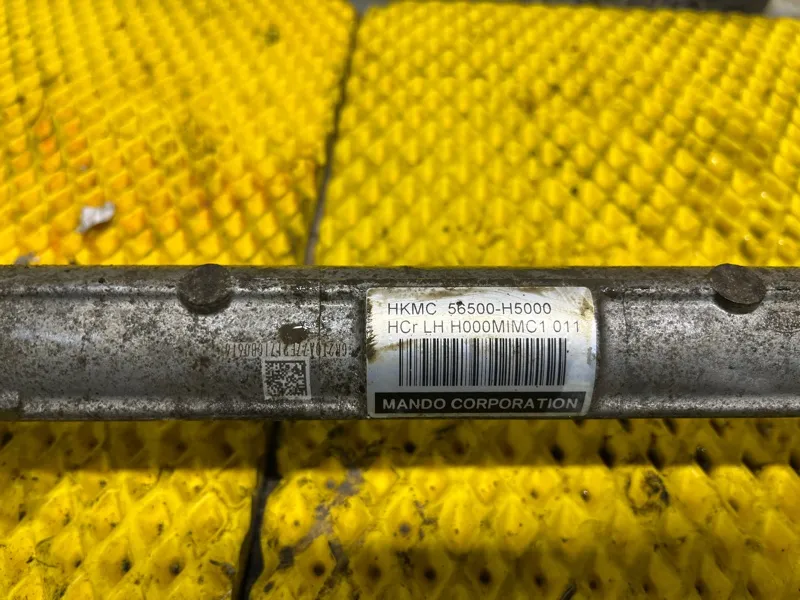 HKMC 56500-H5000
HCr LH H000MIMC1 011
MANDO CORPORATION